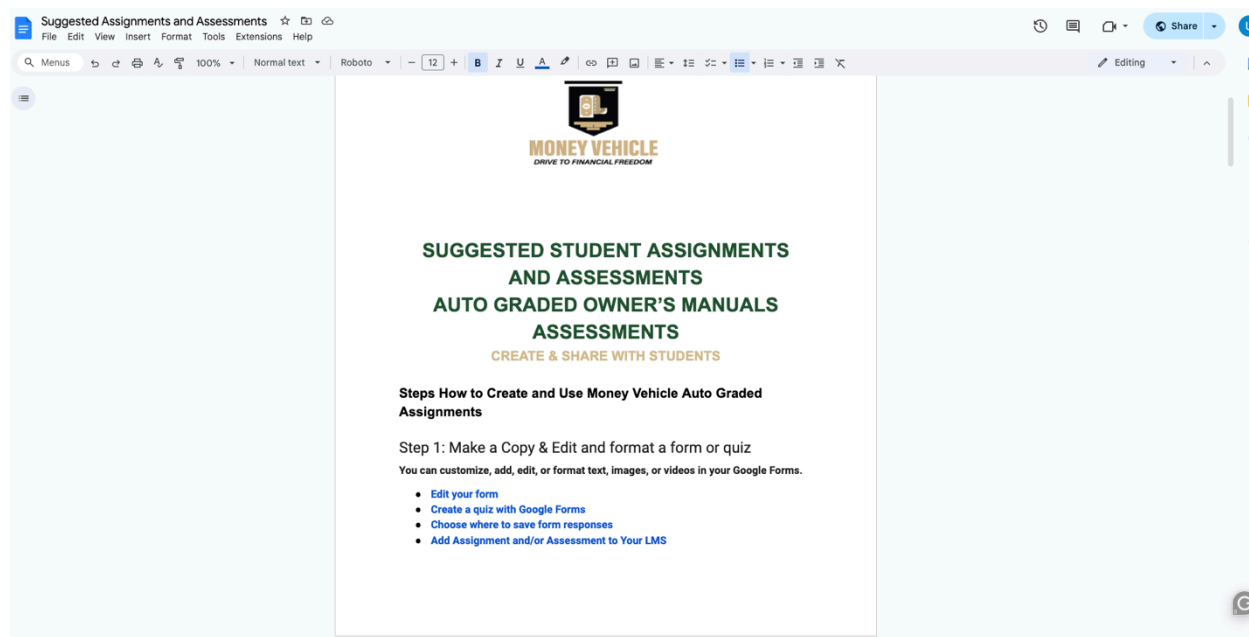 Suggested Assignments and Assessments
File Edit View Insert Format Tools Extensions Help
Share
Menus 100% Normal text Roboto − 12 + B I U A Editing
MONEY VEHICLE
DRIVE TO FINANCIAL FREEDOM
SUGGESTED STUDENT ASSIGNMENTS
AND ASSESSMENTS
AUTO GRADED OWNER'S MANUALS
ASSESSMENTS
CREATE & SHARE WITH STUDENTS
Steps How to Create and Use Money Vehicle Auto Graded
Assignments
Step 1: Make a Copy & Edit and format a form or quiz
You can customize, add, edit, or format text, images, or videos in your Google Forms.
● Edit your form
● Create a quiz with Google Forms
● Choose where to save form responses
● Add Assignment and/or Assessment to Your LMS